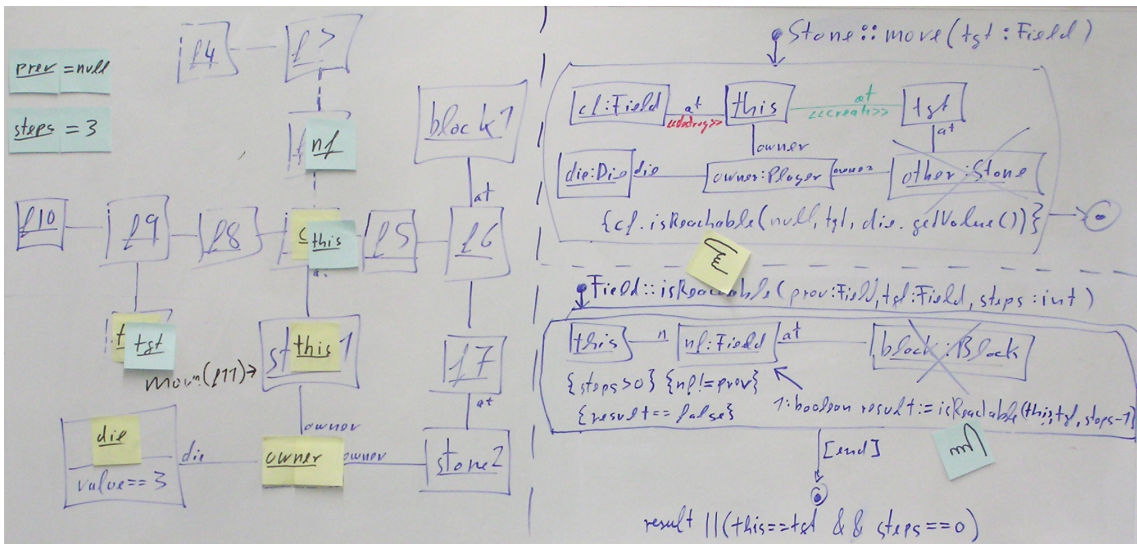 prev = null
steps = 3
f4
nf
block1
at
f10
f9
f8
this
f5
f6
tgt
this
move(f11)
f7
at
owner
die
value==3
die
owner
owner
stone2
Stone::move(tgt:Field)
cf:Field
at
<<destroy>>
this
at
<<create>>
tgt
owner
at
die:Die
die
owner:Player
owner
other:Stone
{cf.isReachable(null,tgt,die.getValue())}
Field::isReachable(prev:Field,tgt:Field,steps:int)
this
n
nf:Field
at
block:Block
{steps>0} {nf!=prev}
{result==false}
1:boolean result:=isReachable(this,tgt,steps-1)
[end]
result ||(this==tgt && steps==0)